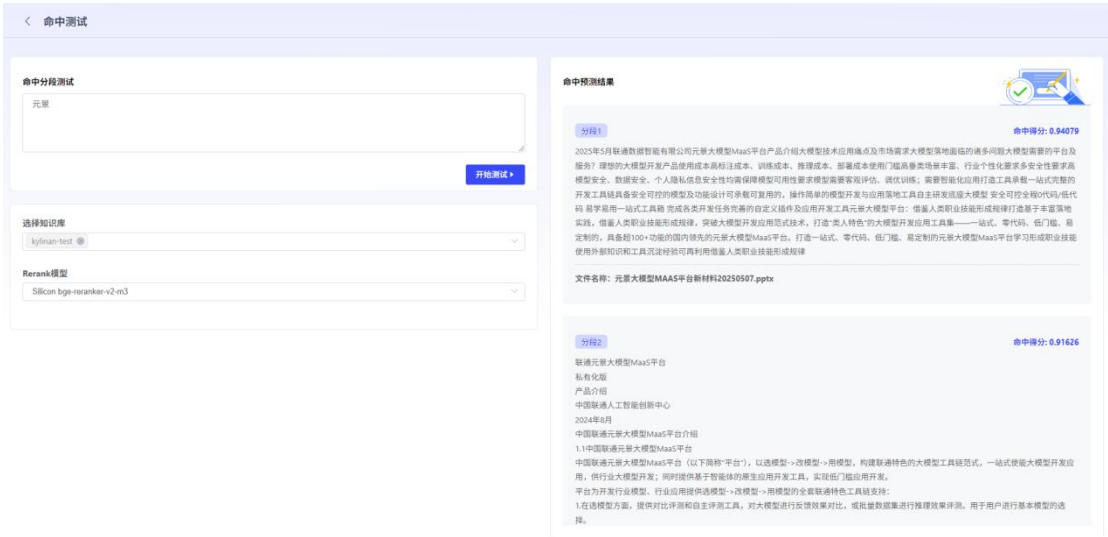 命中测试
命中分段测试
元景
开始测试
选择知识库
kylinan-test
Rerank模型
Silicon bge-reranker-v2-m3
命中预测结果
分段1
命中得分: 0.94079
2025年5月联通数据智能有限公司元景大模型MaaS平台产品介绍大模型技术应用痛点及市场需求大模型落地面临的诸多问题大模型需要的平台及
服务？理想的大模型开发产品使用成本高标注成本、训练成本、推理成本、部署成本使用门槛高垂类场景丰富、行业个性化要求多安全性要求高
模型安全、数据安全、个人隐私信息安全性均需保障模型可用性要求模型需要客观评估、调优训练；需要智能化应用打造工具承载一站式完整的
开发工具链具备安全可控的模型及功能设计可承载可复用的，操作简单的模型开发与应用落地工具自主研发底座大模型 安全可控全程0代码/低代
码 易学易用一站式工具箱 完成各类开发任务完善的自定义插件及应用开发工具元景大模型平台：借鉴人类职业技能形成规律打造基于丰富落地
实践，借鉴人类职业技能形成规律，突破大模型开发应用范式技术，打造“类人特色”的大模型开发应用工具集——一站式、零代码、低门槛、易
定制的，具备超100+功能的国内领先的元景大模型MaaS平台。打造一站式、零代码、低门槛、易定制的元景大模型MaaS平台学习形成职业技能
使用外部知识和工具沉淀经验可再利用借鉴人类职业技能形成规律
文件名称：元景大模型MAAS平台新材料20250507.pptx
分段2
命中得分: 0.91626
联通元景大模型MaaS平台
私有化版
产品介绍
中国联通人工智能创新中心
2024年8月
中国联通元景大模型MaaS平台介绍
1.1中国联通元景大模型MaaS平台
中国联通元景大模型MaaS平台（以下简称“平台”），以选模型->改模型->用模型，构建联通特色的大模型工具链范式，一站式使能大模型开发应
用，供行业大模型开发；同时提供基于智能体的原生应用开发工具，实现低门槛应用开发。
平台为开发行业模型、行业应用提供选模型->改模型->用模型的全套联通特色工具链支持：
1.在选模型方面，提供对比评测和自主评测工具，对大模型进行反馈效果对比，或批量数据集进行推理效果评测。用于用户进行基本模型的选
择。